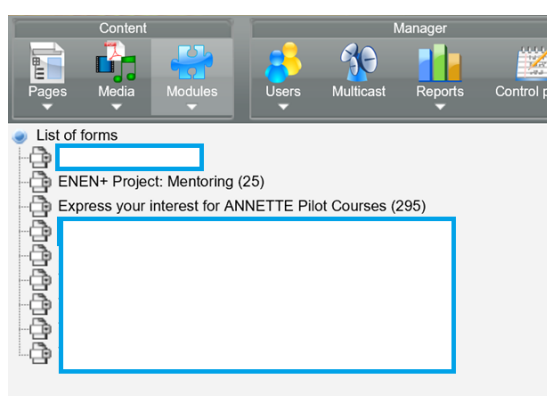 Content
Manager
Pages
Media
Modules
Users
Multicast
Reports
Control p
List of forms
ENEN+ Project: Mentoring (25)
Express your interest for ANNETTE Pilot Courses (295)